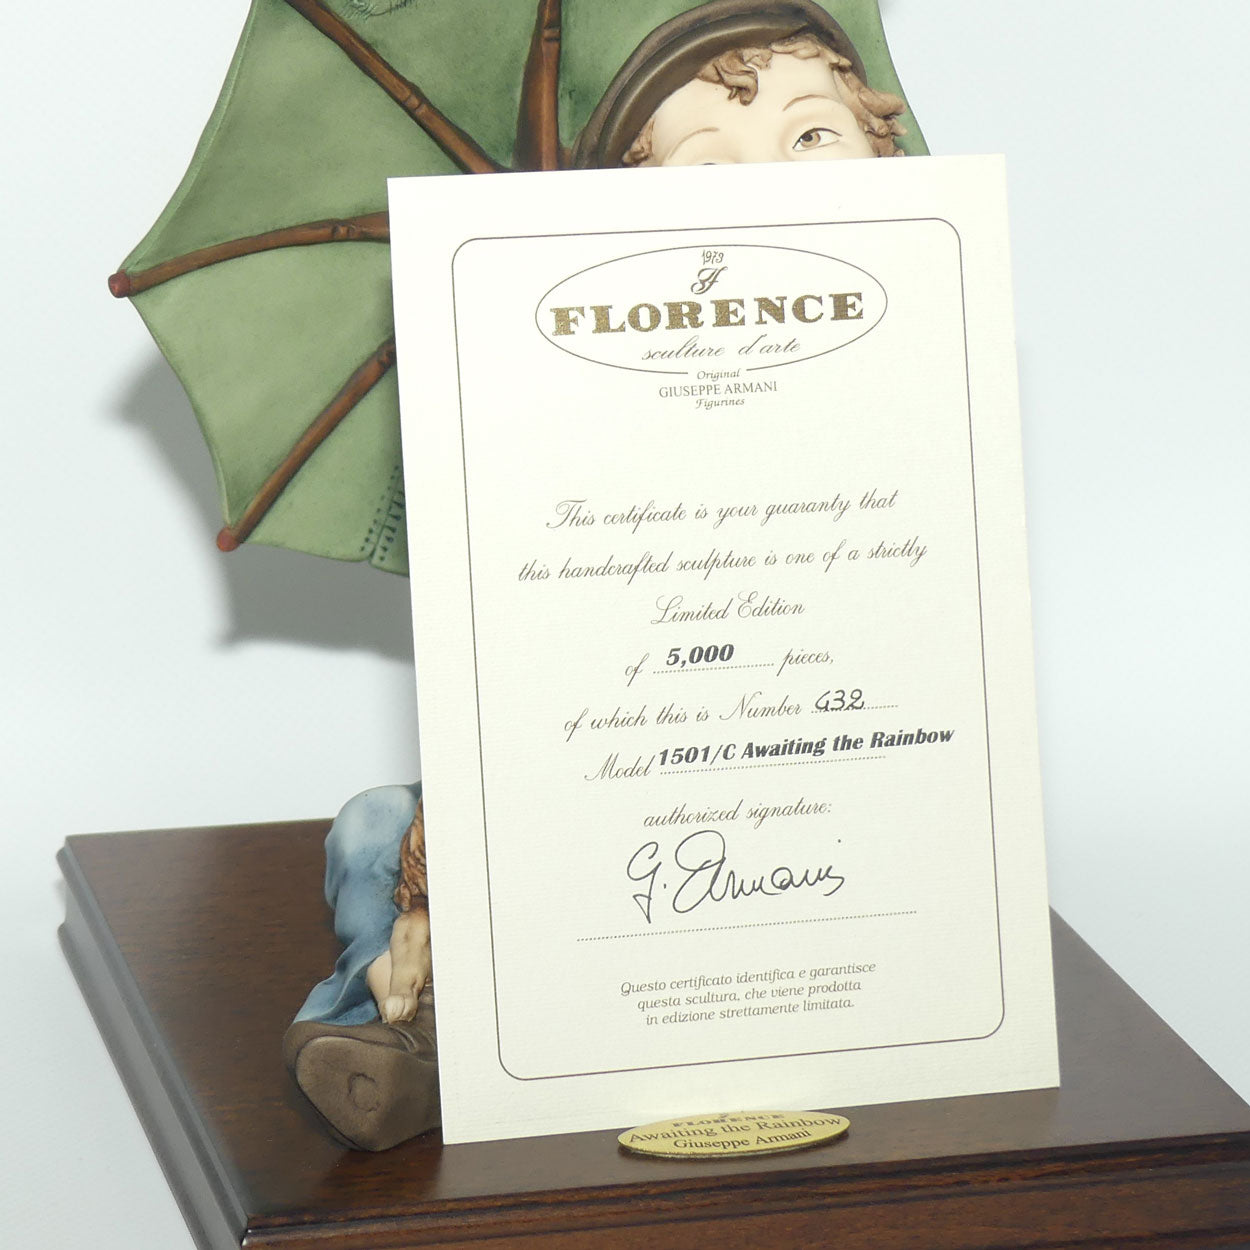 1973
FLORENCE
sculture d'arte
Original
GIUSEPPE ARMANI
Figurines
This certificate is your guaranty that
this handcrafted sculpture is one of a strictly
Limited Edition
of 5,000 pieces,
of which this is Number 432
Model 1501/C Awaiting the Rainbow
authorized signature:
G. Armani
Questo certificato identifica e garantisce
questa scultura, che viene prodotta
in edizione strettamente limitata.
FLORENCE
Awaiting the Rainbow
Giuseppe Armani